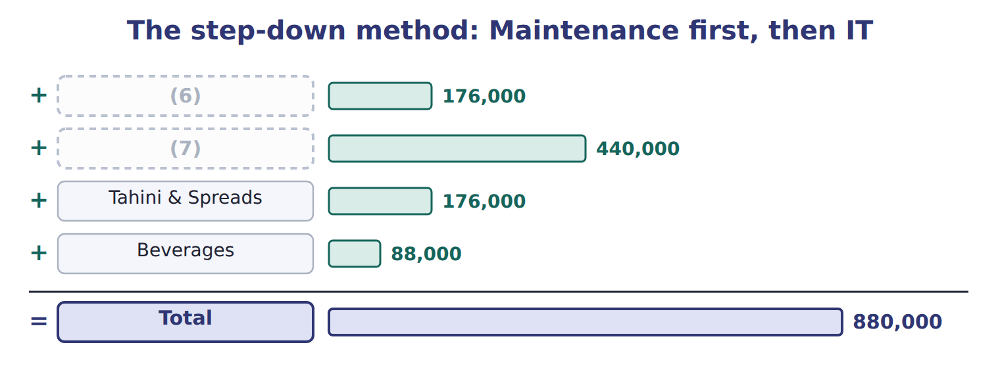 The step-down method: Maintenance first, then IT
+ (6) 176,000
+ (7) 440,000
+ Tahini & Spreads 176,000
+ Beverages 88,000
= Total 880,000